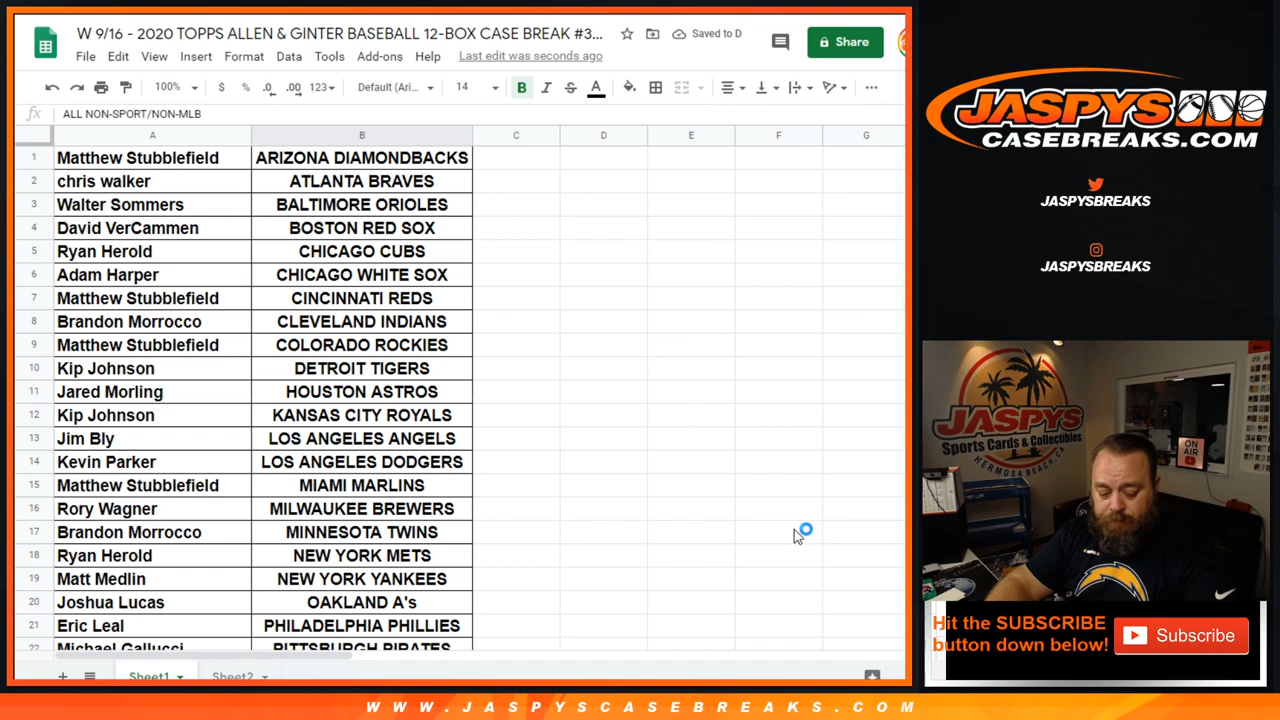 W 9/16 - 2020 TOPPS ALLEN & GINTER BASEBALL 12-BOX CASE BREAK #3...
Saved to D
Share
File Edit View Insert Format Data Tools Add-ons Help Last edit was seconds ago
100% $ % .0 .00 123 Default (Ari... 14 B I S A
fx ALL NON-SPORT/NON-MLB
A B C D E F G
1 Matthew Stubblefield ARIZONA DIAMONDBACKS
2 chris walker ATLANTA BRAVES
3 Walter Sommers BALTIMORE ORIOLES
4 David VerCammen BOSTON RED SOX
5 Ryan Herold CHICAGO CUBS
6 Adam Harper CHICAGO WHITE SOX
7 Matthew Stubblefield CINCINNATI REDS
8 Brandon Morrocco CLEVELAND INDIANS
9 Matthew Stubblefield COLORADO ROCKIES
10 Kip Johnson DETROIT TIGERS
11 Jared Morling HOUSTON ASTROS
12 Kip Johnson KANSAS CITY ROYALS
13 Jim Bly LOS ANGELES ANGELS
14 Kevin Parker LOS ANGELES DODGERS
15 Matthew Stubblefield MIAMI MARLINS
16 Rory Wagner MILWAUKEE BREWERS
17 Brandon Morrocco MINNESOTA TWINS
18 Ryan Herold NEW YORK METS
19 Matt Medlin NEW YORK YANKEES
20 Joshua Lucas OAKLAND A's
21 Eric Leal PHILADELPHIA PHILLIES
22 Michael Gallucci PITTSBURGH PIRATES
Sheet1 Sheet2
JASPYS
CASEBREAKS.COM
JASPYSBREAKS
JASPYSBREAKS
JASPYS
Sports Cards & Collectibles
HERMOSA BEACH, CA
ON AIR
Hit the SUBSCRIBE
button down below!
Subscribe
WWW.JASPYSCASEBREAKS.COM